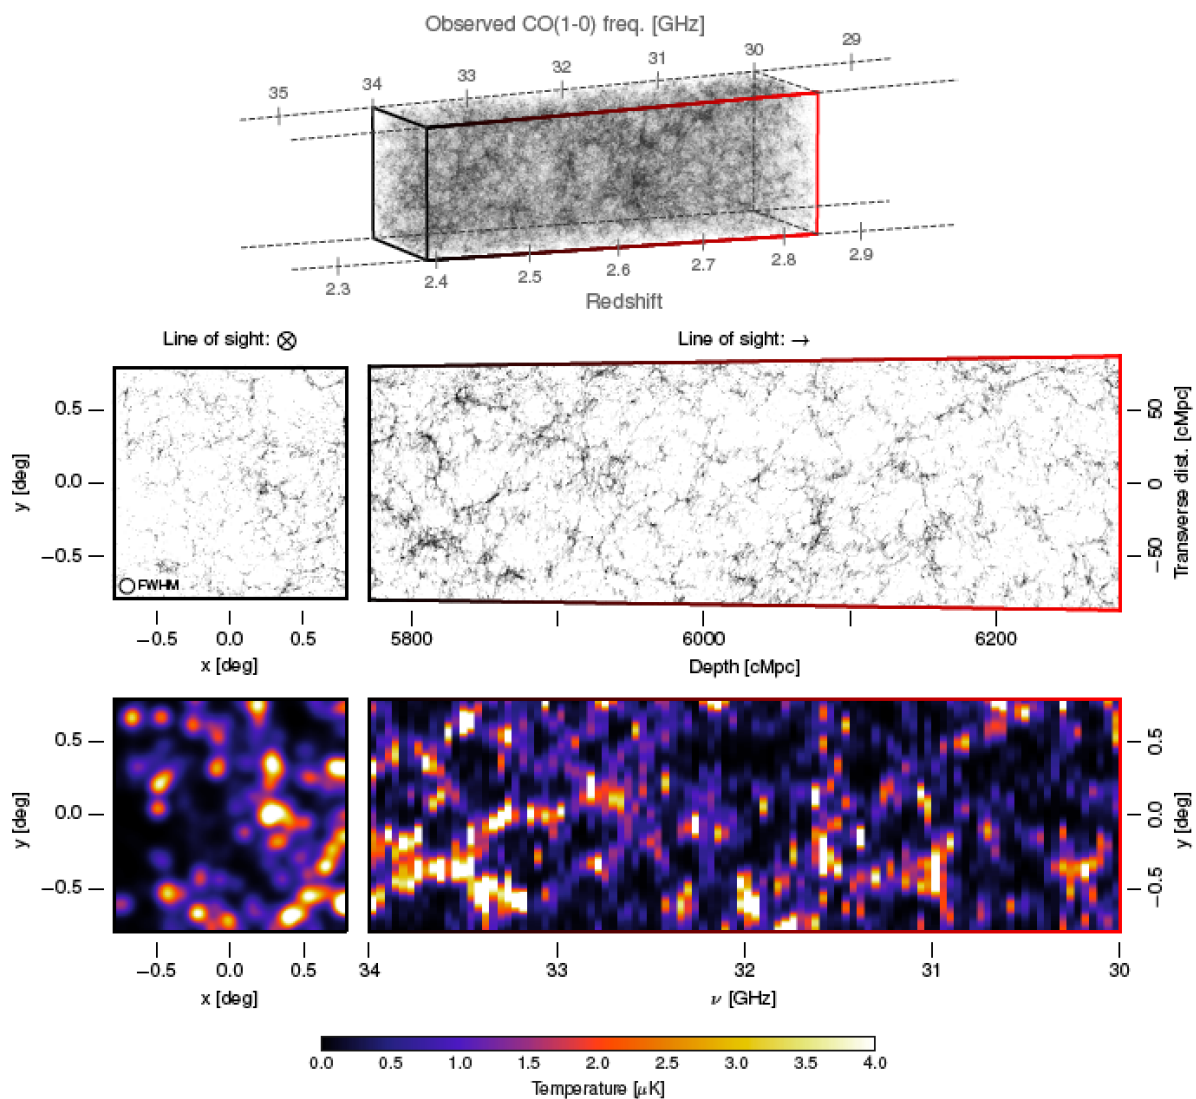 Observed CO(1-0) freq. [GHz]
35 34 33 32 31 30 29
2.3 2.4 2.5 2.6 2.7 2.8 2.9
Redshift
Line of sight: ⊗
Line of sight: →
y [deg]
0.5
0.0
−0.5
FWHM
−0.5 0.0 0.5
x [deg]
5800 6000 6200
Depth [cMpc]
50
0
−50
Transverse dist. [cMpc]
y [deg]
0.5
0.0
−0.5
−0.5 0.0 0.5
x [deg]
34 33 32 31 30
ν [GHz]
0.5
0.0
−0.5
y [deg]
0.0 0.5 1.0 1.5 2.0 2.5 3.0 3.5 4.0
Temperature [μK]